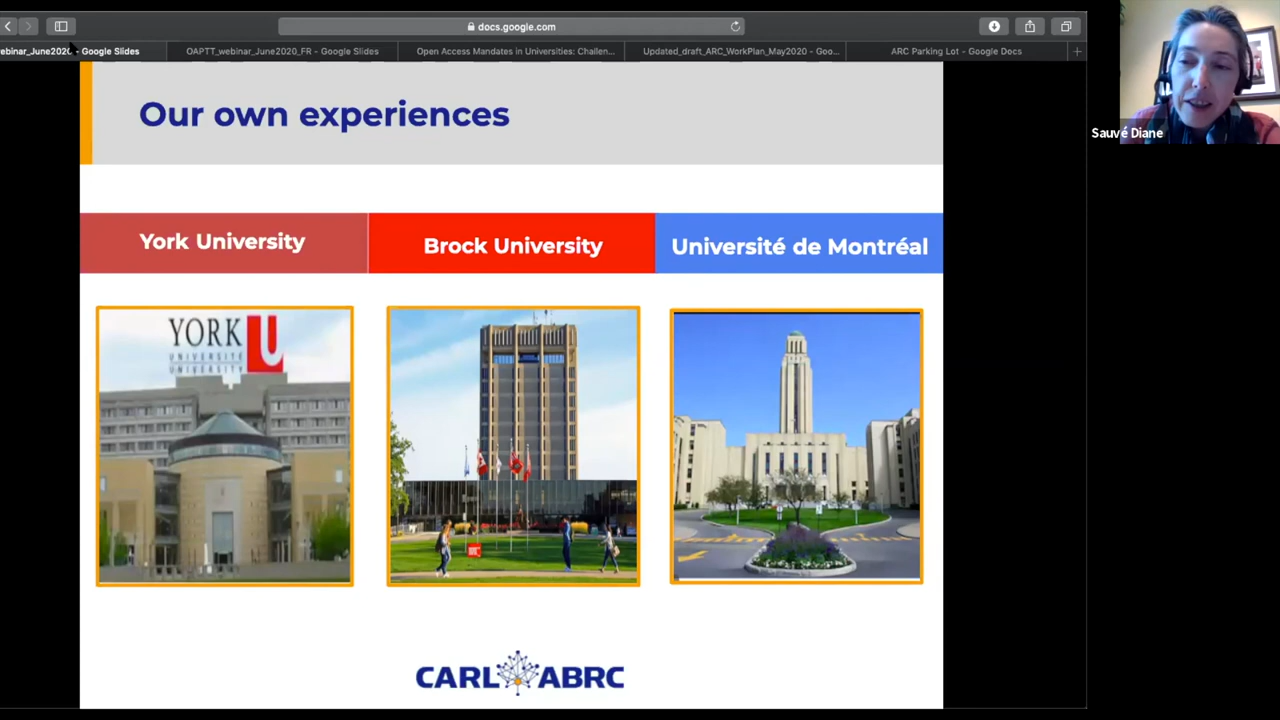 docs.google.com
ebinar_June2020 - Google Slides
OAPTT_webinar_June2020_FR - Google Slides
Open Access Mandates in Universities: Challen...
Updated_draft_ARC_WorkPlan_May2020 - Goo...
ARC Parking Lot - Google Docs
Sauvé Diane
Our own experiences
York University
Brock University
Université de Montréal
YORK U
UNIVERSITÉ
UNIVERSITY
CARL ABRC